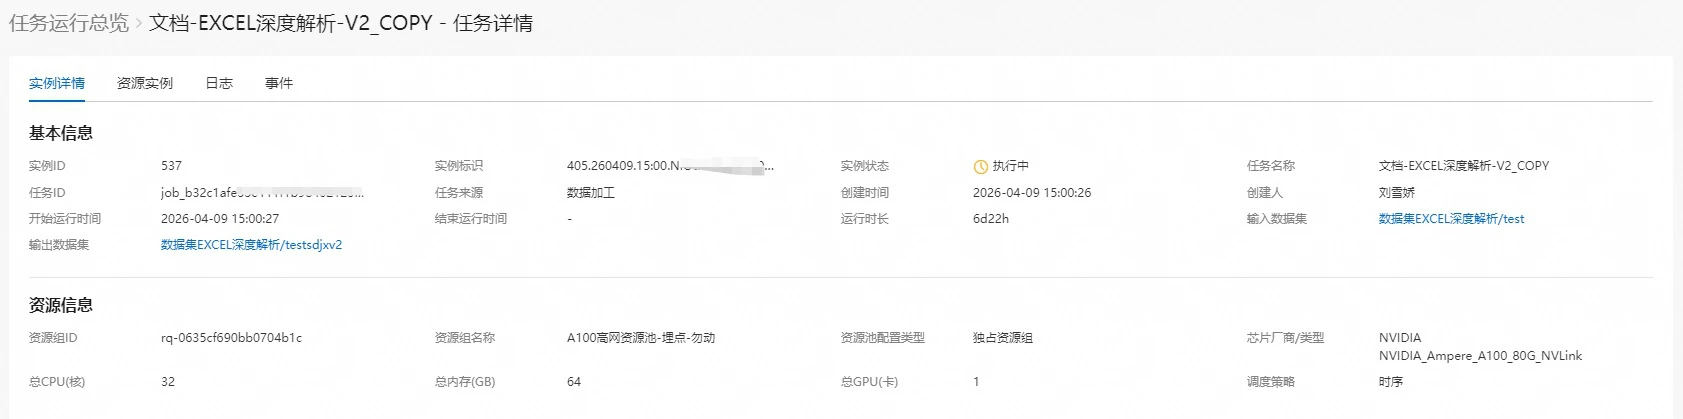 任务运行总览 > 文档-EXCEL深度解析-V2_COPY - 任务详情
实例详情 资源实例 日志 事件
基本信息
实例ID 537 实例标识 405.260409.15:00.N ... 实例状态 执行中 任务名称 文档-EXCEL深度解析-V2_COPY
任务ID job_b32c1afe ... 任务来源 数据加工 创建时间 2026-04-09 15:00:26 创建人 刘雪娇
开始运行时间 2026-04-09 15:00:27 结束运行时间 - 运行时长 6d22h 输入数据集 数据集EXCEL深度解析/test
输出数据集 数据集EXCEL深度解析/testsdjxv2
资源信息
资源组ID rq-0635cf690bb0704b1c 资源组名称 A100高网资源池-埋点-勿动 资源池配置类型 独占资源组 芯片厂商/类型 NVIDIA
NVIDIA_Ampere_A100_80G_NVLink
总CPU(核) 32 总内存(GB) 64 总GPU(卡) 1 调度策略 时序